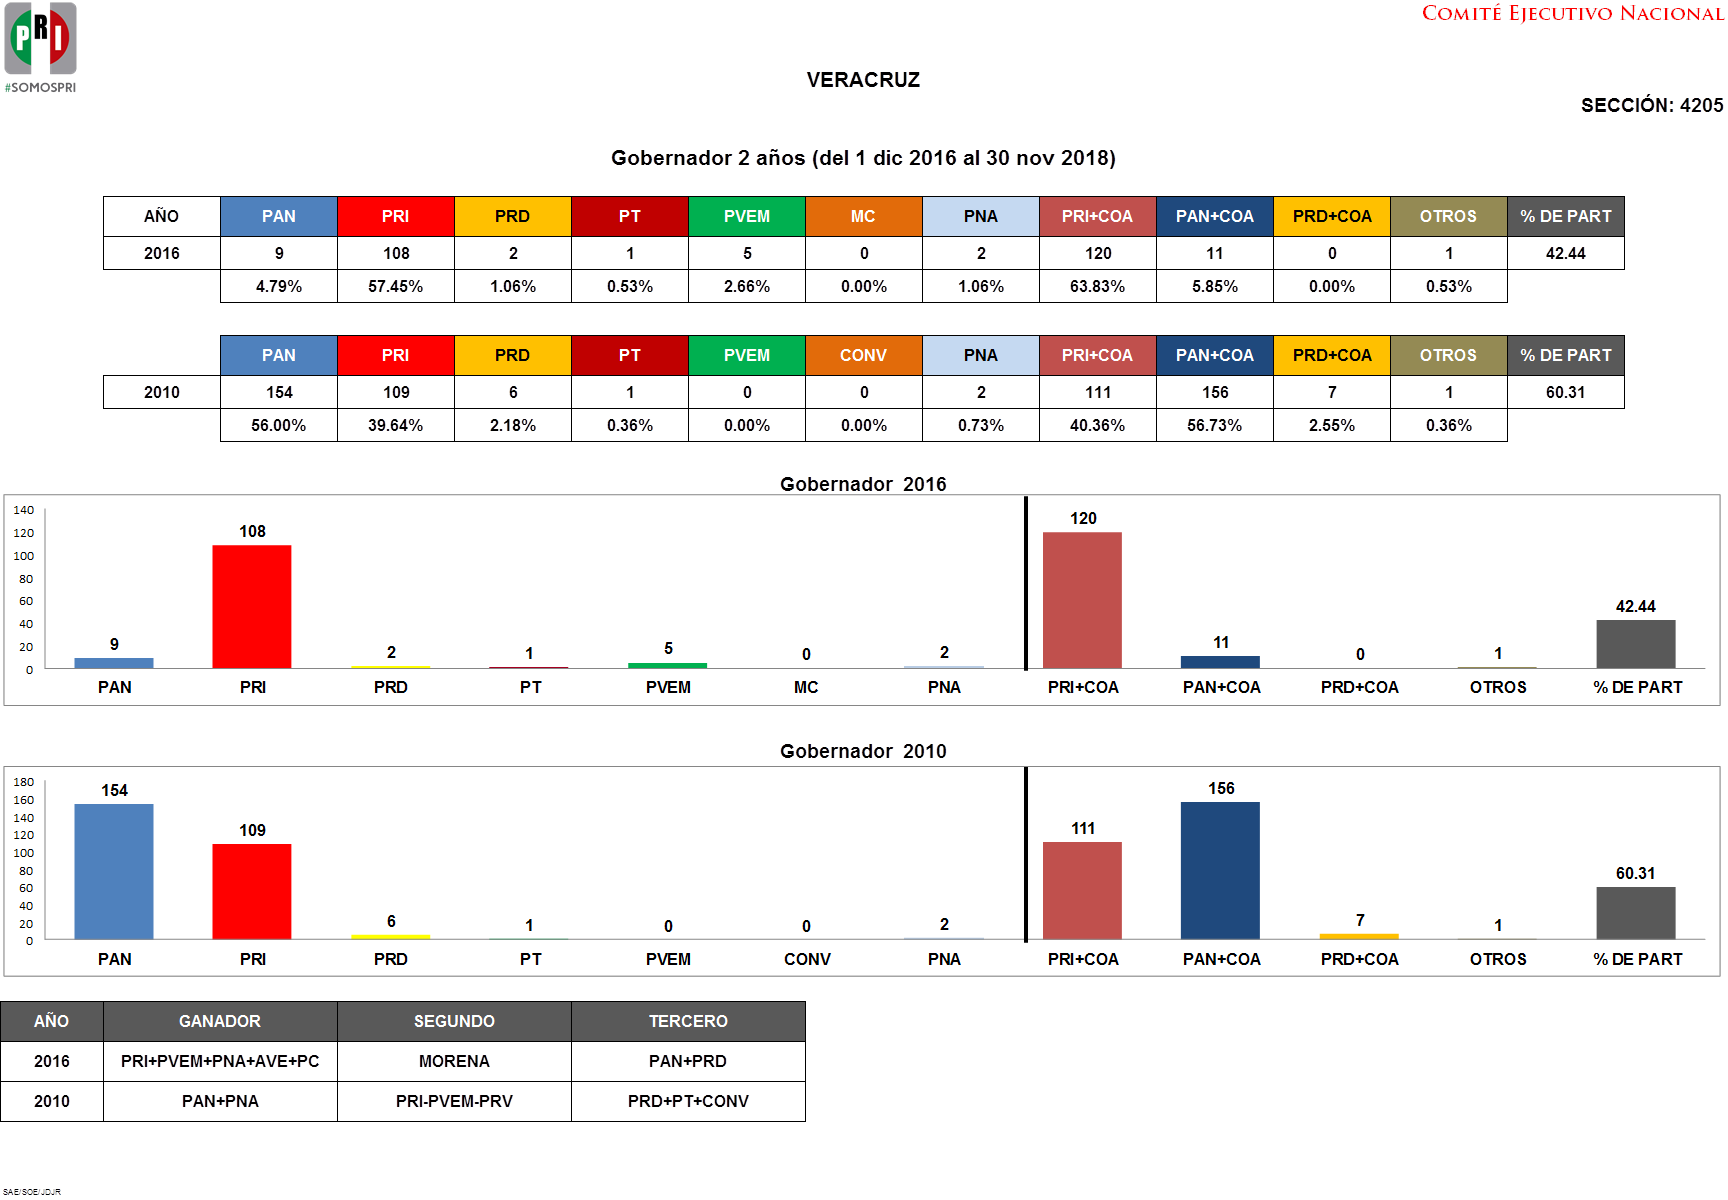 PRI
#SOMOSPRI
COMITÉ EJECUTIVO NACIONAL
VERACRUZ
SECCIÓN: 4205
Gobernador 2 años (del 1 dic 2016 al 30 nov 2018)
AÑO PAN PRI PRD PT PVEM MC PNA PRI+COA PAN+COA PRD+COA OTROS % DE PART
2016 9 108 2 1 5 0 2 120 11 0 1 42.44
4.79% 57.45% 1.06% 0.53% 2.66% 0.00% 1.06% 63.83% 5.85% 0.00% 0.53%
PAN PRI PRD PT PVEM CONV PNA PRI+COA PAN+COA PRD+COA OTROS % DE PART
2010 154 109 6 1 0 0 2 111 156 7 1 60.31
56.00% 39.64% 2.18% 0.36% 0.00% 0.00% 0.73% 40.36% 56.73% 2.55% 0.36%
Gobernador 2016
140
120
100
80
60
40
20
0
9 108 2 1 5 0 2 120 11 0 1 42.44
PAN PRI PRD PT PVEM MC PNA PRI+COA PAN+COA PRD+COA OTROS % DE PART
Gobernador 2010
180
160
140
120
100
80
60
40
20
0
154 109 6 1 0 0 2 111 156 7 1 60.31
PAN PRI PRD PT PVEM CONV PNA PRI+COA PAN+COA PRD+COA OTROS % DE PART
AÑO GANADOR SEGUNDO TERCERO
2016 PRI+PVEM+PNA+AVE+PC MORENA PAN+PRD
2010 PAN+PNA PRI-PVEM-PRV PRD+PT+CONV
SAE/SOE/JDJR